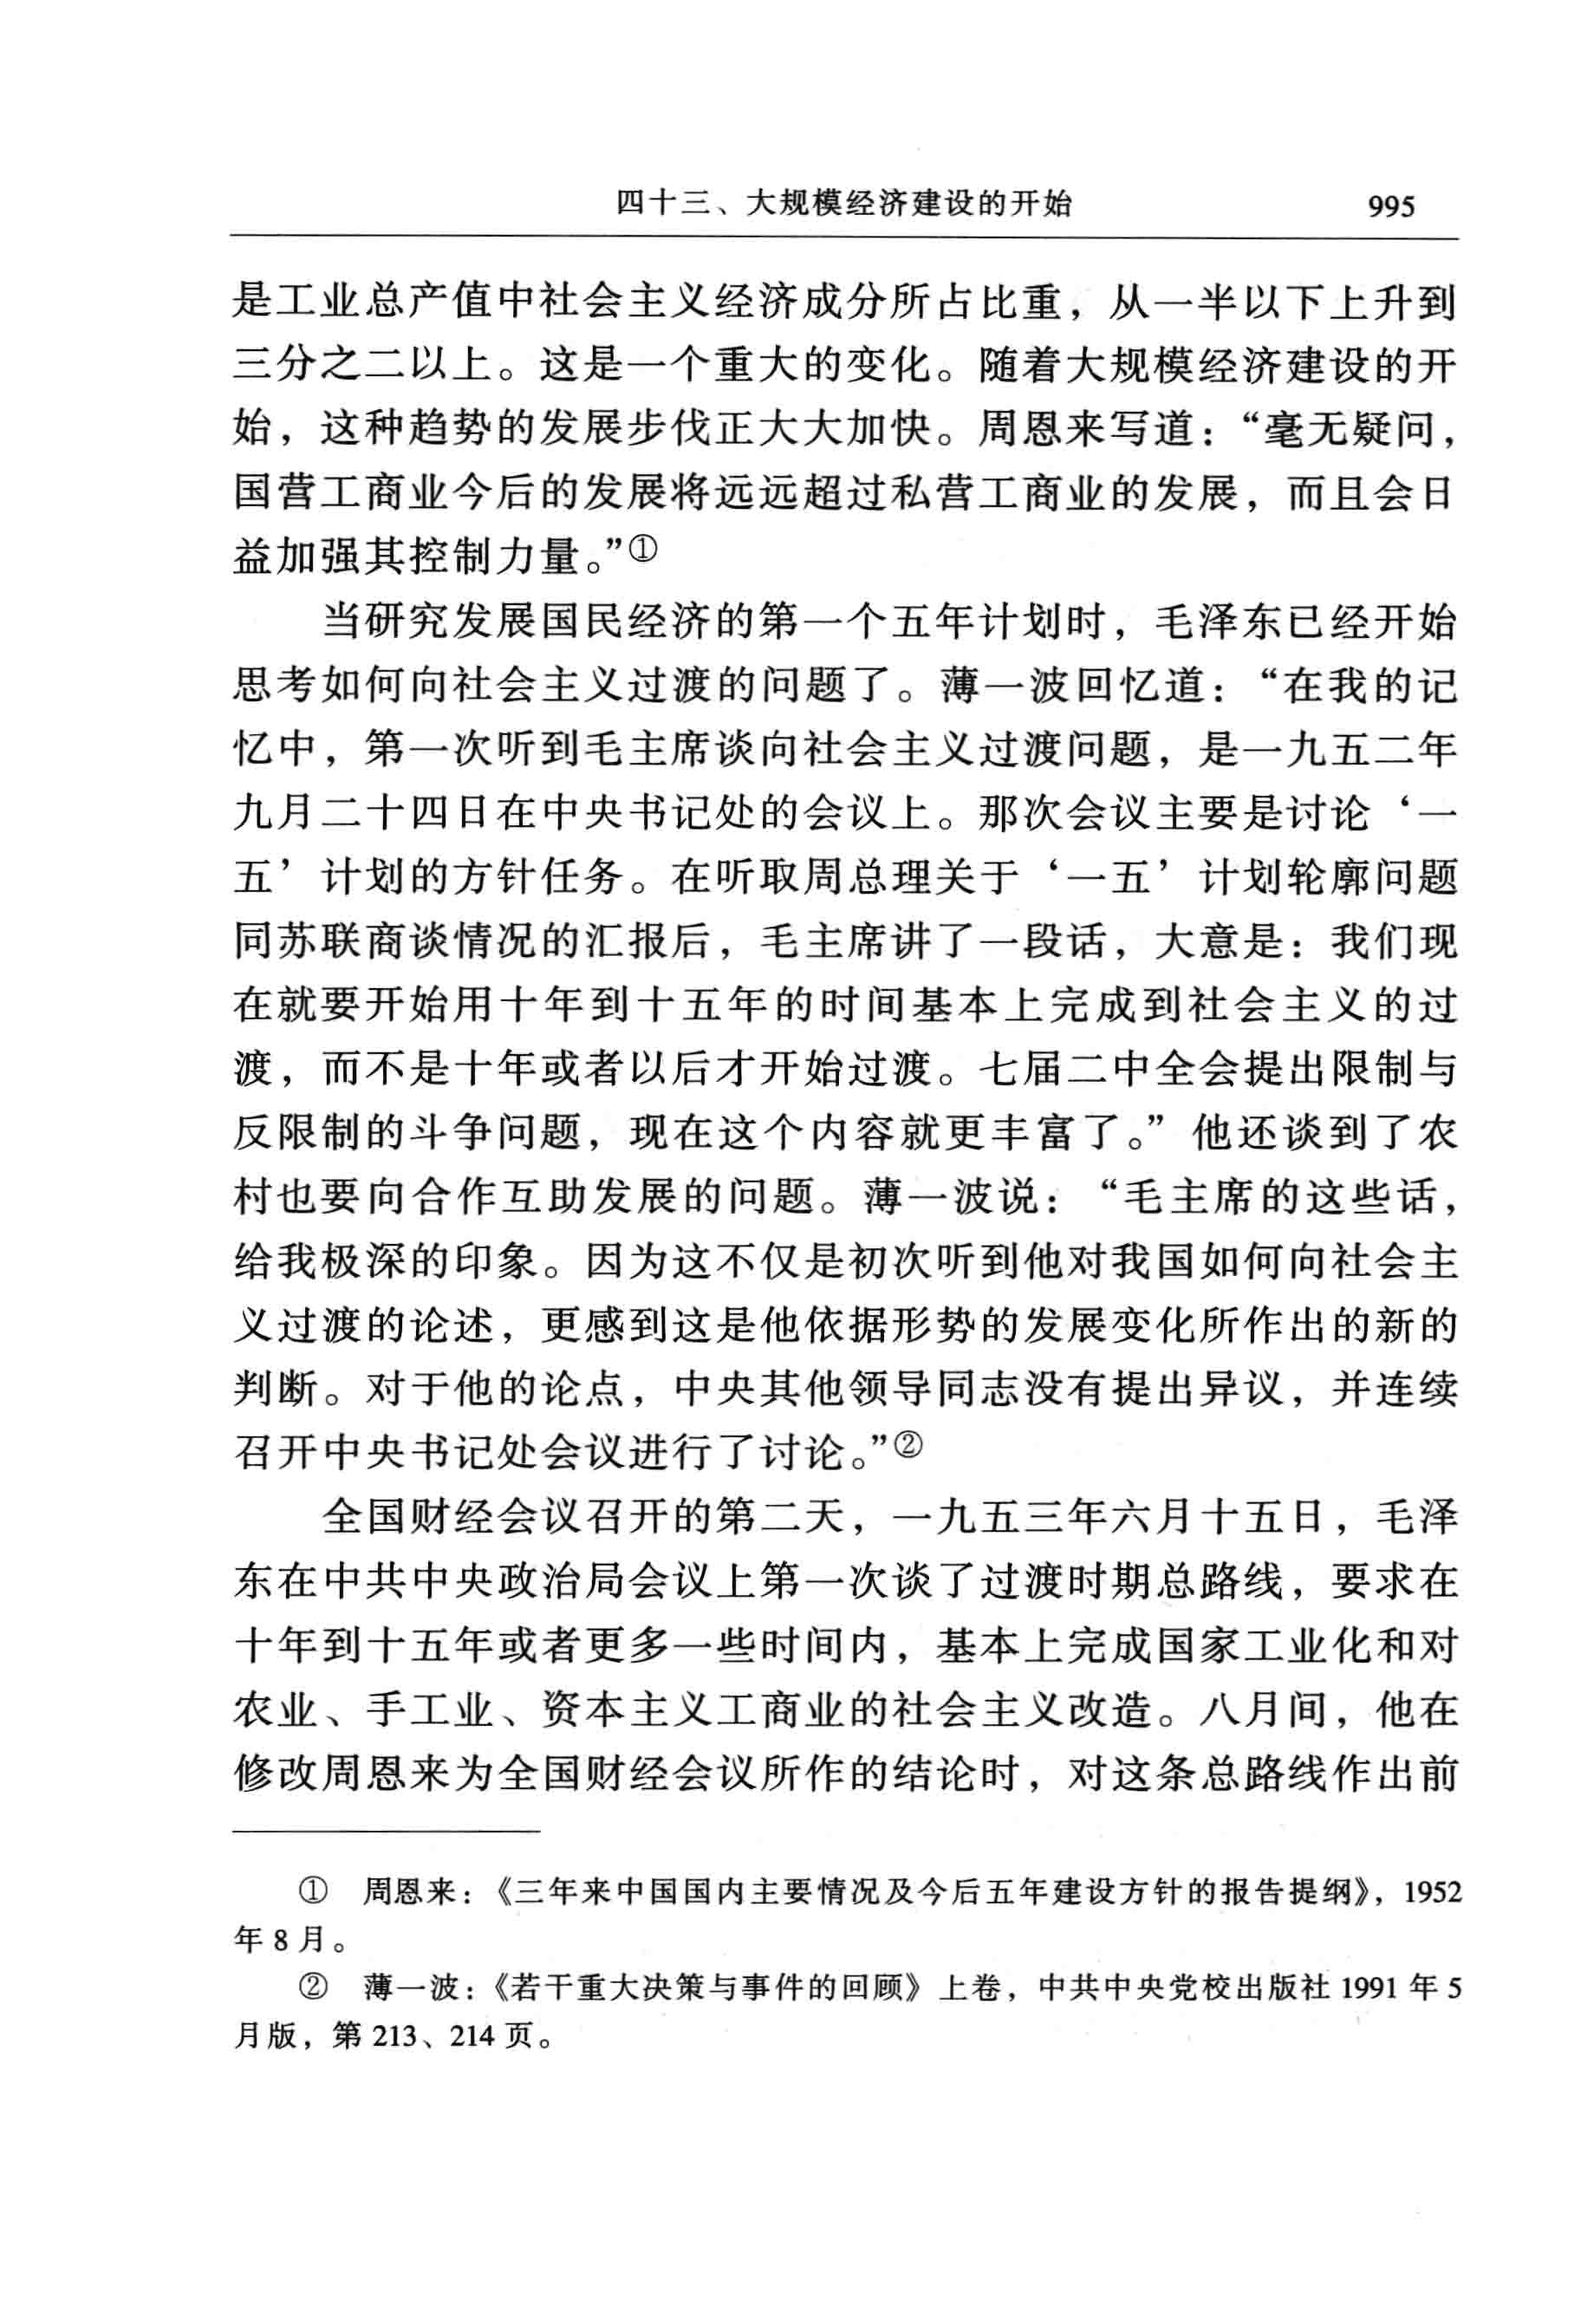 四十三、大规模经济建设的开始 995
是工业总产值中社会主义经济成分所占比重，从一半以下上升到
三分之二以上。这是一个重大的变化。随着大规模经济建设的开
始，这种趋势的发展步伐正大大加快。周恩来写道：“毫无疑问，
国营工商业今后的发展将远远超过私营工商业的发展，而且会日
益加强其控制力量。”①
当研究发展国民经济的第一个五年计划时，毛泽东已经开始
思考如何向社会主义过渡的问题了。薄一波回忆道：“在我的记
忆中，第一次听到毛主席谈向社会主义过渡问题，是一九五二年
九月二十四日在中央书记处的会议上。那次会议主要是讨论‘一
五’计划的方针任务。在听取周总理关于‘一五’计划轮廓问题
同苏联商谈情况的汇报后，毛主席讲了一段话，大意是：我们现
在就要开始用十年到十五年的时间基本上完成到社会主义的过
渡，而不是十年或者以后才开始过渡。七届二中全会提出限制与
反限制的斗争问题，现在这个内容就更丰富了。”他还谈到了农
村也要向合作互助发展的问题。薄一波说：“毛主席的这些话，
给我极深的印象。因为这不仅是初次听到他对我国如何向社会主
义过渡的论述，更感到这是他依据形势的发展变化所作出的新的
判断。对于他的论点，中央其他领导同志没有提出异议，并连续
召开中央书记处会议进行了讨论。”②
全国财经会议召开的第二天，一九五三年六月十五日，毛泽
东在中共中央政治局会议上第一次谈了过渡时期总路线，要求在
十年到十五年或者更多一些时间内，基本上完成国家工业化和对
农业、手工业、资本主义工商业的社会主义改造。八月间，他在
修改周恩来为全国财经会议所作的结论时，对这条总路线作出前
① 周恩来：《三年来中国国内主要情况及今后五年建设方针的报告提纲》，1952
年 8 月。
② 薄一波：《若干重大决策与事件的回顾》上卷，中共中央党校出版社 1991 年 5
月版，第 213、214 页。